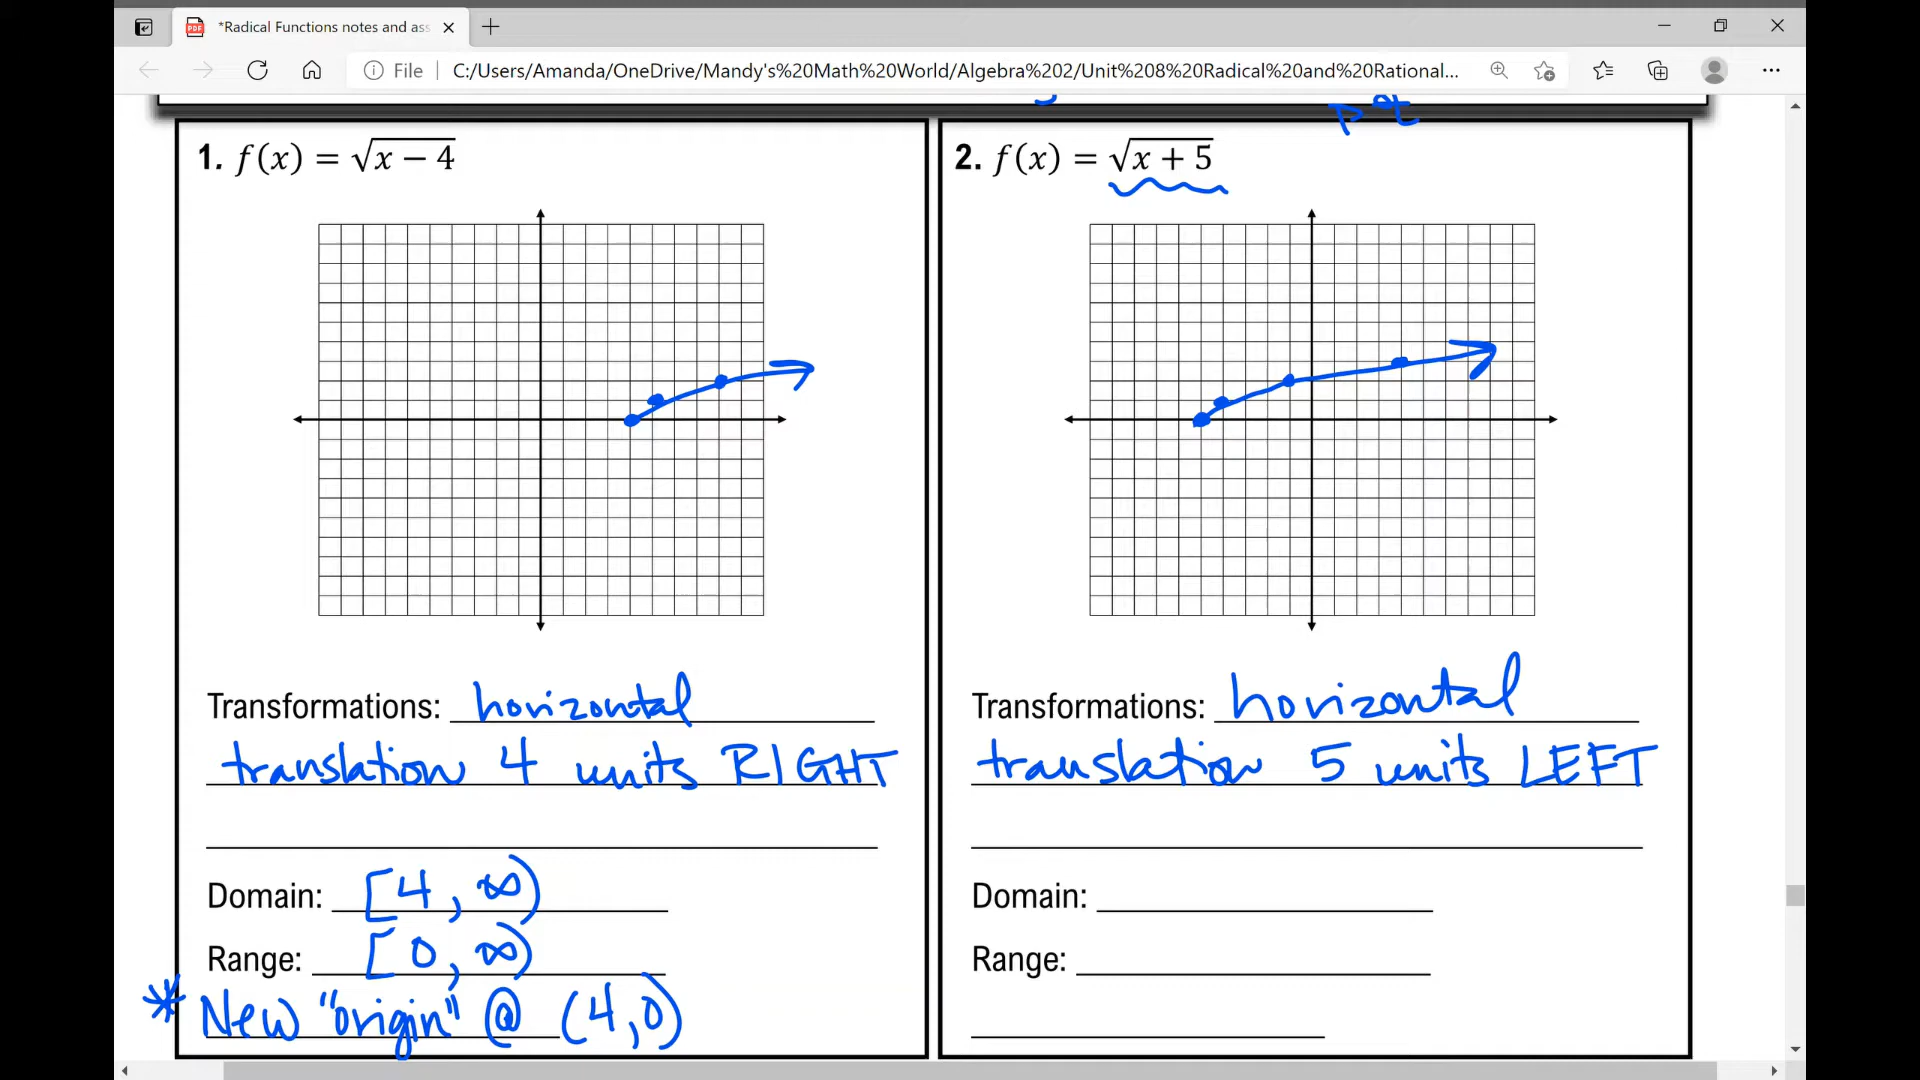 *Radical Functions notes and ass
File
C:/Users/Amanda/OneDrive/Mandy's%20Math%20World/Algebra%202/Unit%208%20Radical%20and%20Rational...
pt
1. f(x) = √(x − 4)
Transformations: horizontal
translation 4 units RIGHT
Domain: [4, ∞)
Range: [0, ∞)
* New "origin" @ (4,0)
2. f(x) = √(x + 5)
Transformations: horizontal
translation 5 units LEFT
Domain:
Range: